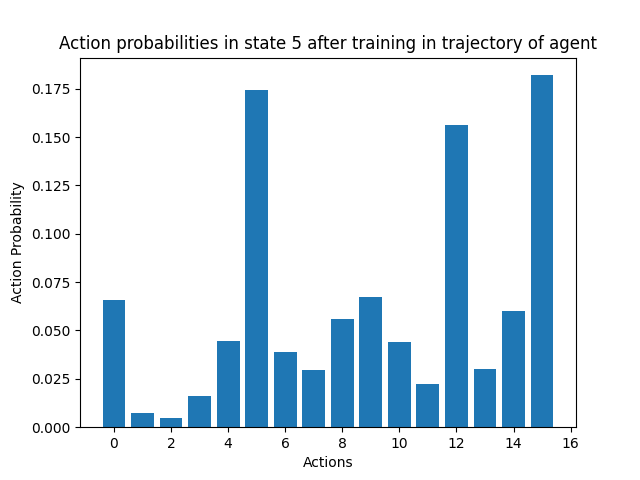 Action probabilities in state 5 after training in trajectory of agent
0.175
0.150
0.125
0.100
0.075
0.050
0.025
0.000
Action Probability
0 2 4 6 8 10 12 14 16
Actions